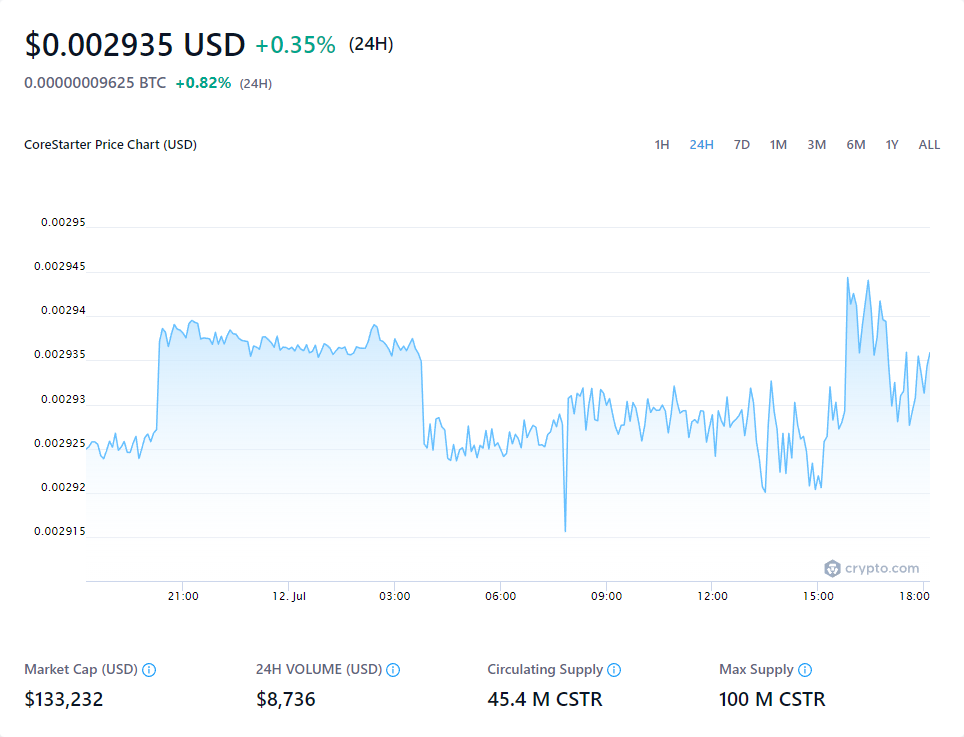 $0.002935 USD +0.35% (24H)
0.00000009625 BTC +0.82% (24H)
CoreStarter Price Chart (USD) 1H 24H 7D 1M 3M 6M 1Y ALL
0.00295
0.002945
0.00294
0.002935
0.00293
0.002925
0.00292
0.002915
crypto.com
21:00 12. Jul 03:00 06:00 09:00 12:00 15:00 18:00
Market Cap (USD) 24H VOLUME (USD) Circulating Supply Max Supply
$133,232 $8,736 45.4 M CSTR 100 M CSTR